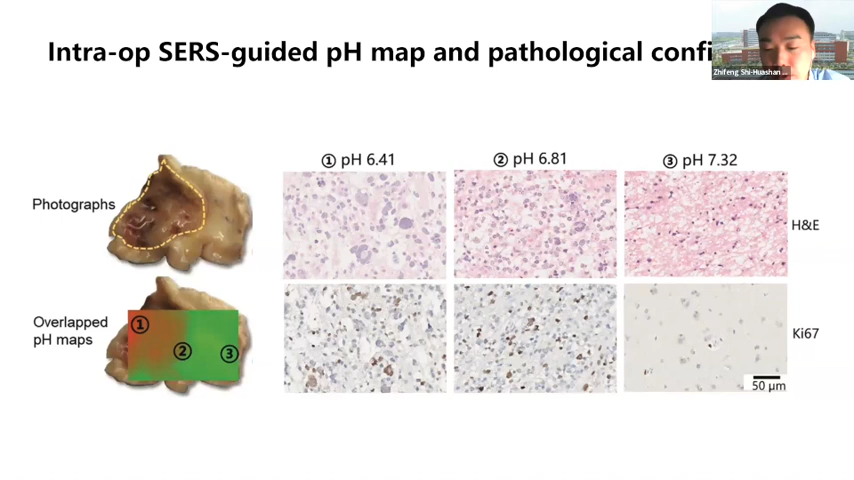 Intra-op SERS-guided pH map and pathological confi
Zhifeng Shi-Huashan ...
① pH 6.41
② pH 6.81
③ pH 7.32
Photographs
H&E
Overlapped
pH maps
①
②
③
Ki67
50 μm